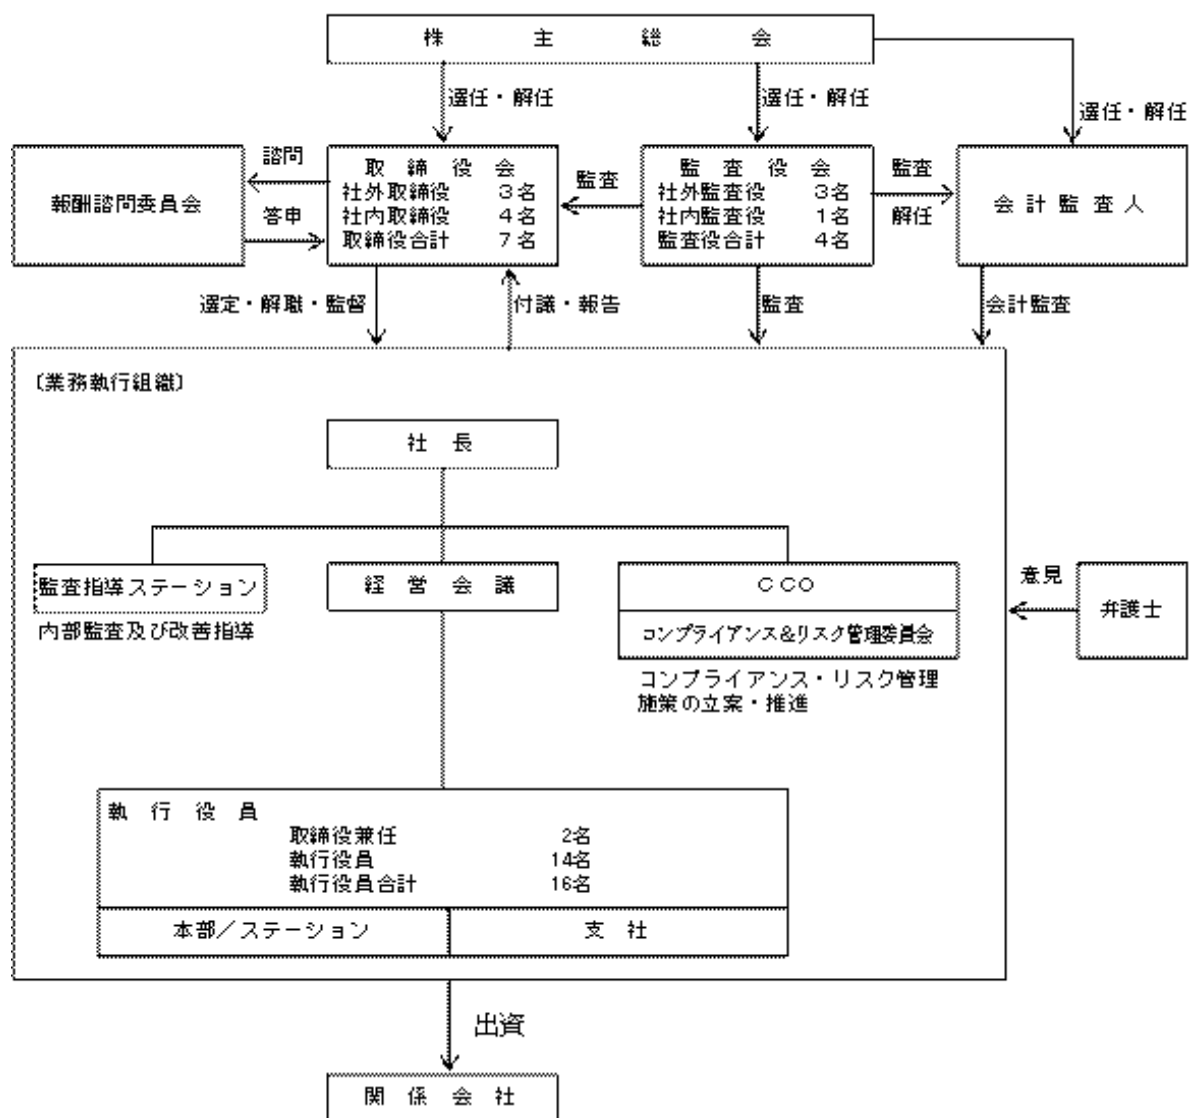 株主総会
選任・解任
選任・解任
選任・解任
諮問
報酬諮問委員会
答申
取締役会
社外取締役 3名
社内取締役 4名
取締役合計 7名
監査
監査役会
社外監査役 3名
社内監査役 1名
監査役合計 4名
監査
解任
会計監査人
選定・解職・監督
付議・報告
監査
会計監査
〔業務執行組織〕
社長
監査指導ステーション
内部監査及び改善指導
経営会議
CCO
コンプライアンス&リスク管理委員会
コンプライアンス・リスク管理
施策の立案・推進
意見
弁護士
執行役員
取締役兼任 2名
執行役員 14名
執行役員合計 16名
本部/ステーション
支社
出資
関係会社